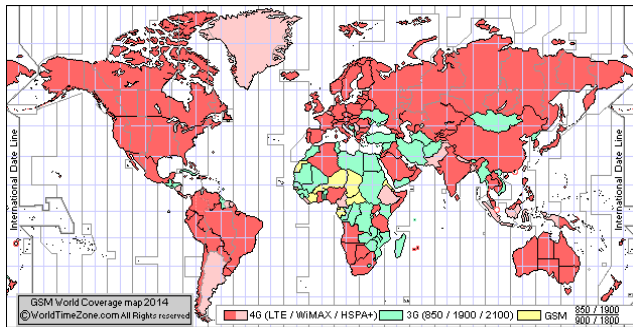 International Date Line
International Date Line
GSM World Coverage map 2014
©WorldTimeZone.com All Rights reserved
4G (LTE / WiMAX / HSPA+) 3G (850 / 1900 / 2100) GSM 850 / 1900
900 / 1800